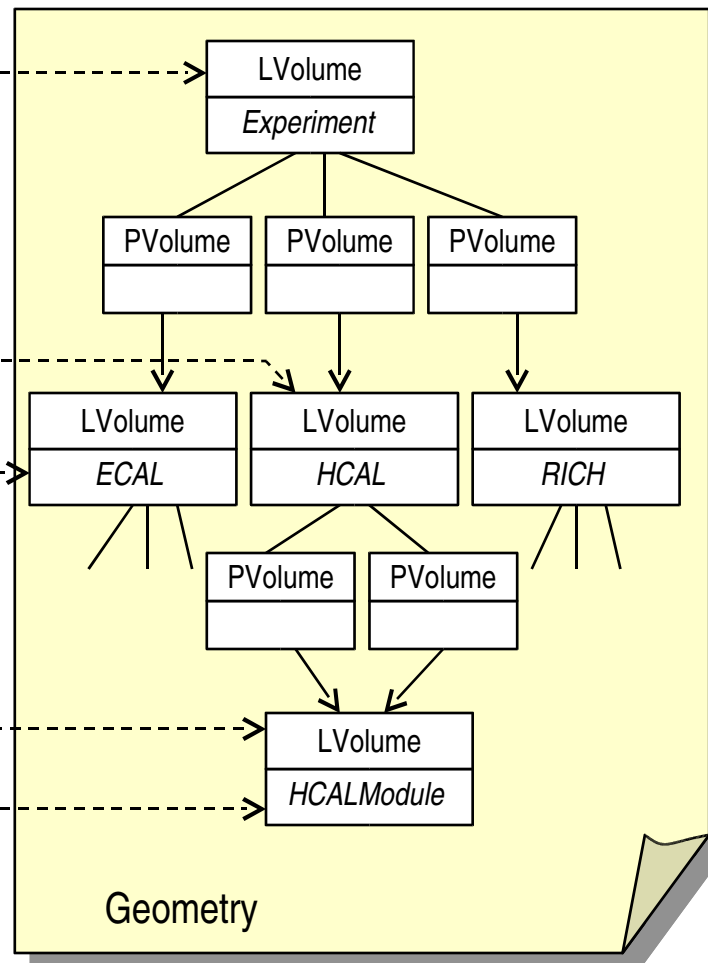 LVolume
Experiment
PVolume PVolume PVolume
LVolume LVolume LVolume
ECAL HCAL RICH
PVolume PVolume
LVolume
HCALModule
Geometry